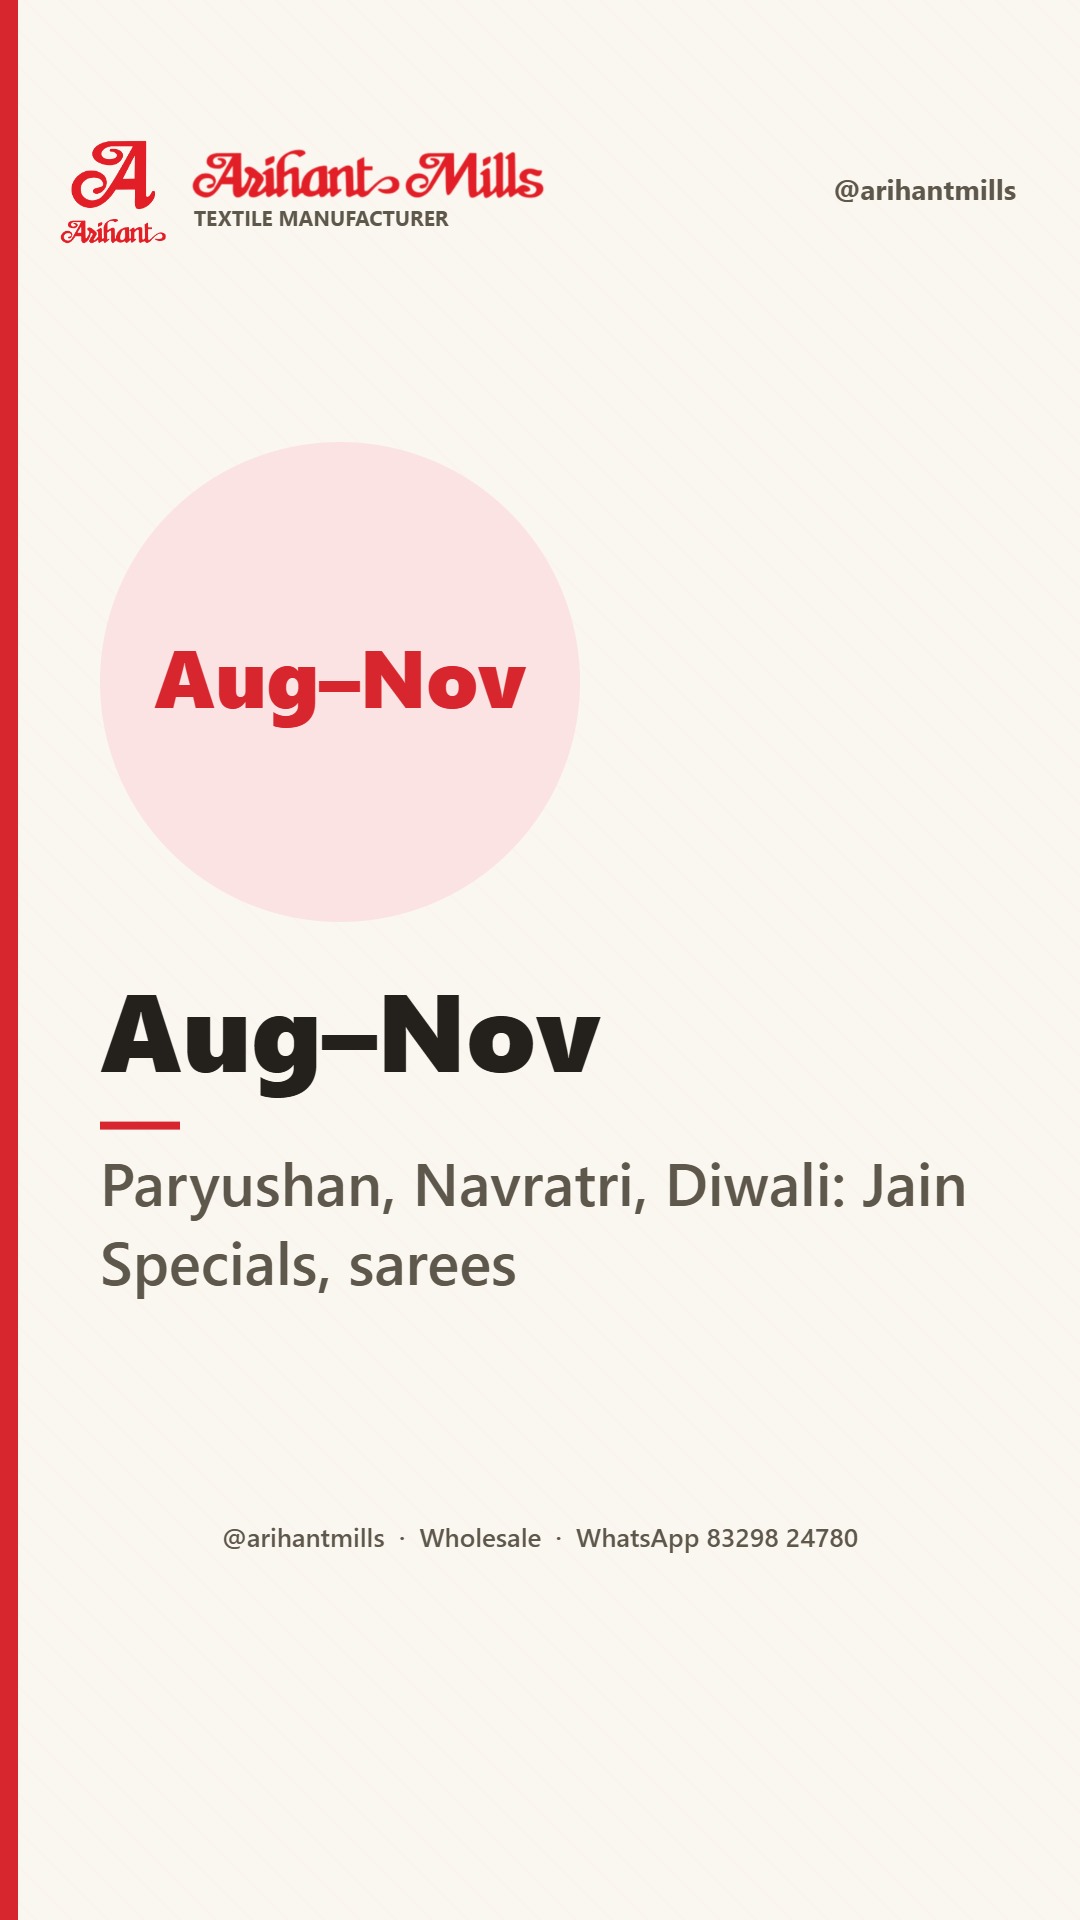 A
Arihant
Arihant Mills
TEXTILE MANUFACTURER
@arihantmills
Aug–Nov
Aug–Nov
Paryushan, Navratri, Diwali: Jain
Specials, sarees
@arihantmills · Wholesale · WhatsApp 83298 24780